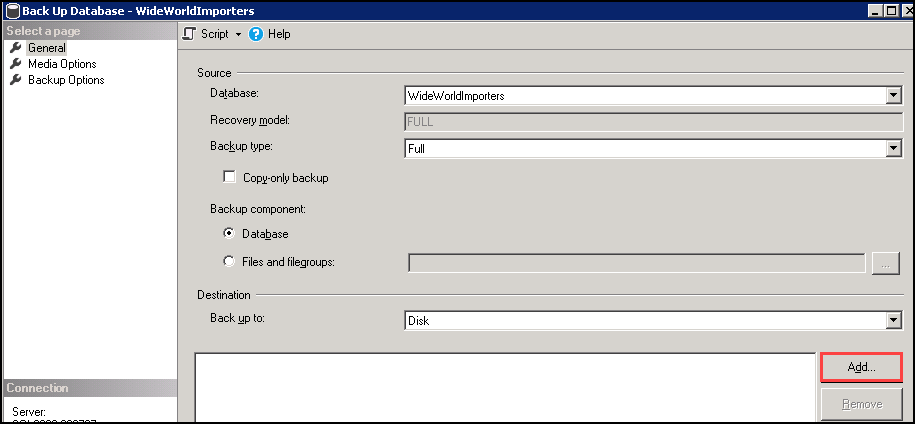 Back Up Database - WideWorldImporters
Select a page
General
Media Options
Backup Options
Script Help
Source
Database: WideWorldImporters
Recovery model: FULL
Backup type: Full
Copy-only backup
Backup component:
Database
Files and filegroups: ...
Destination
Back up to: Disk
Add...
Remove
Connection
Server: